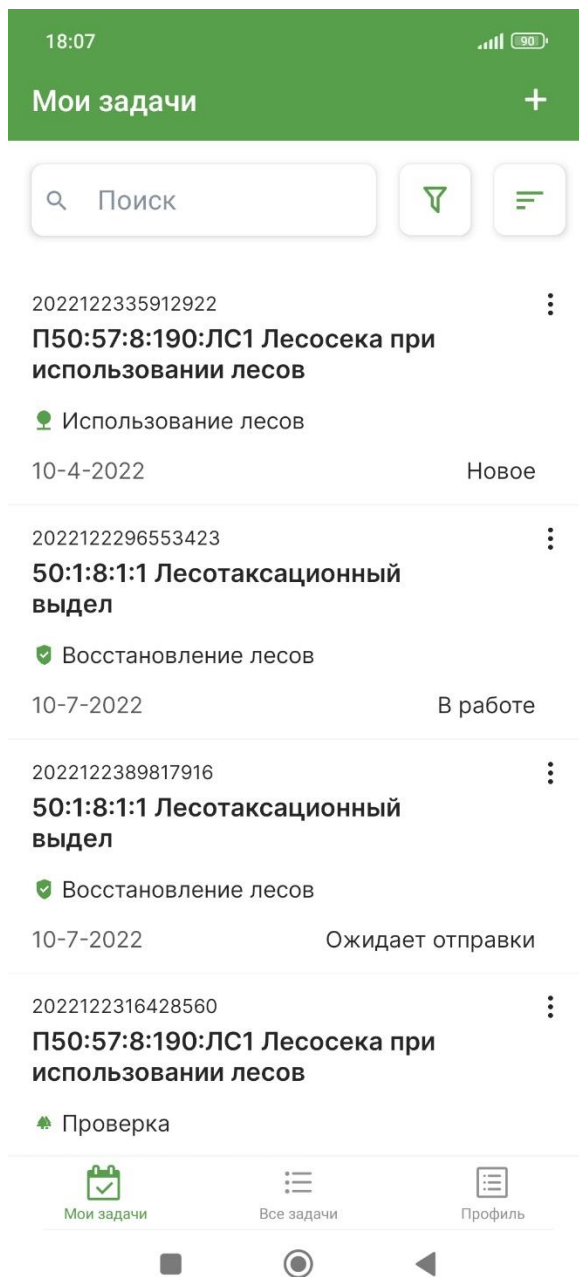 18:07
90
Мои задачи
Поиск
2022122335912922
П50:57:8:190:ЛС1 Лесосека при
использовании лесов
Использование лесов
10-4-2022 Новое
2022122296553423
50:1:8:1:1 Лесотаксационный
выдел
Восстановление лесов
10-7-2022 В работе
2022122389817916
50:1:8:1:1 Лесотаксационный
выдел
Восстановление лесов
10-7-2022 Ожидает отправки
2022122316428560
П50:57:8:190:ЛС1 Лесосека при
использовании лесов
Проверка
Мои задачи Все задачи Профиль